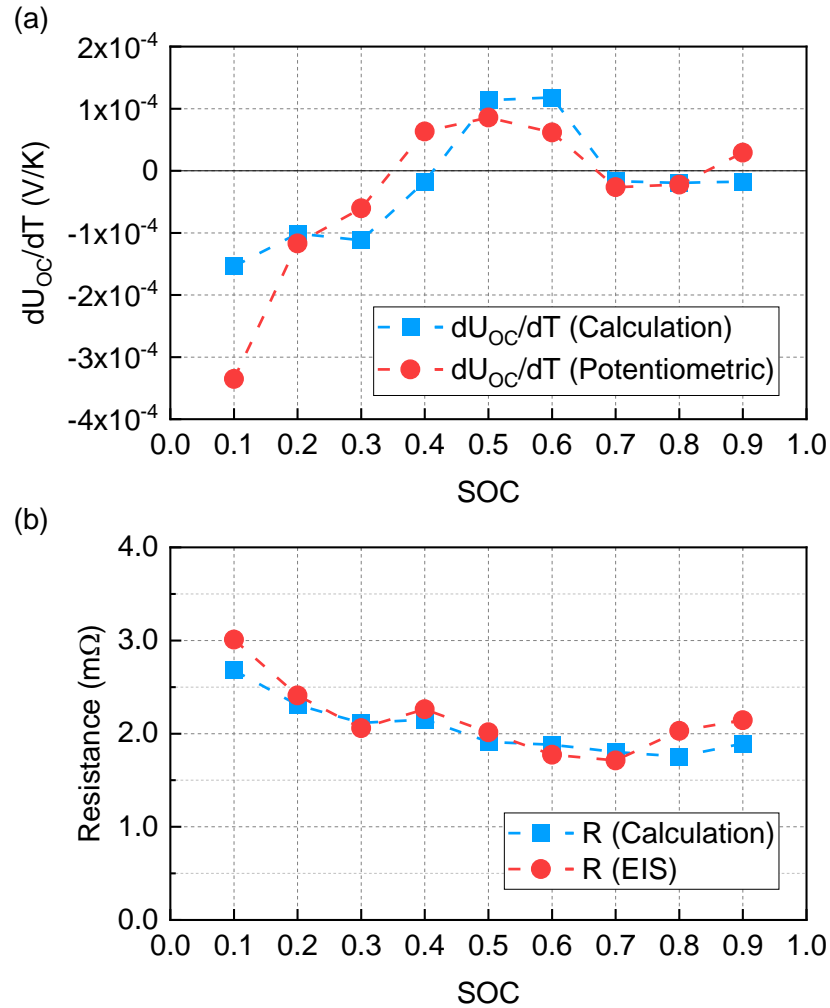 (a)
2x10⁻⁴
1x10⁻⁴
0
-1x10⁻⁴
-2x10⁻⁴
-3x10⁻⁴
-4x10⁻⁴
dU_OC/dT (V/K)
dU_OC/dT (Calculation)
dU_OC/dT (Potentiometric)
0.0 0.1 0.2 0.3 0.4 0.5 0.6 0.7 0.8 0.9 1.0
SOC
(b)
4.0
3.0
2.0
1.0
0.0
Resistance (mΩ)
R (Calculation)
R (EIS)
0.0 0.1 0.2 0.3 0.4 0.5 0.6 0.7 0.8 0.9 1.0
SOC